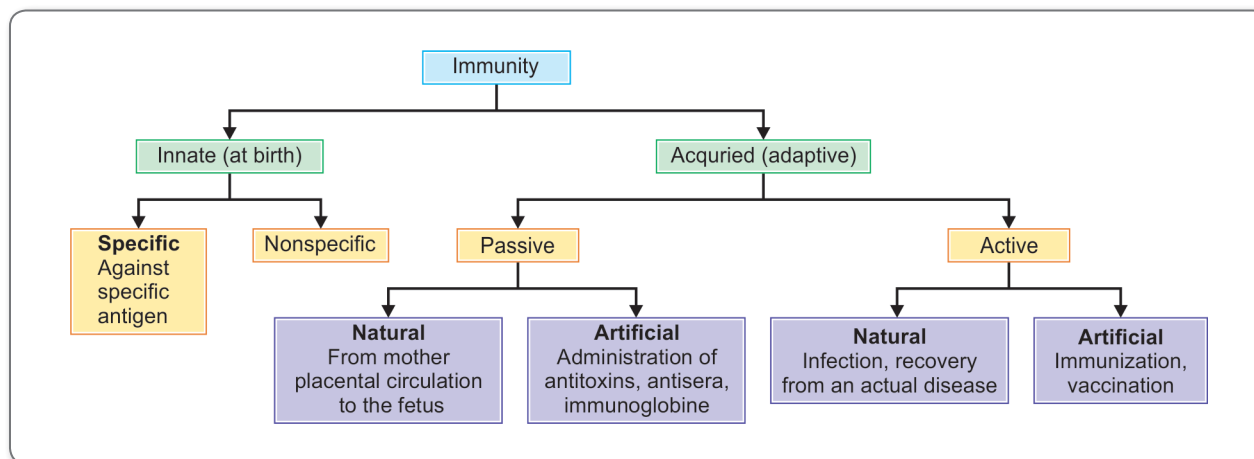 Immunity
Innate (at birth)
Acquried (adaptive)
Specific
Against
specific
antigen
Nonspecific
Passive
Active
Natural
From mother
placental circulation
to the fetus
Artificial
Administration of
antitoxins, antisera,
immunoglobine
Natural
Infection, recovery
from an actual disease
Artificial
Immunization,
vaccination